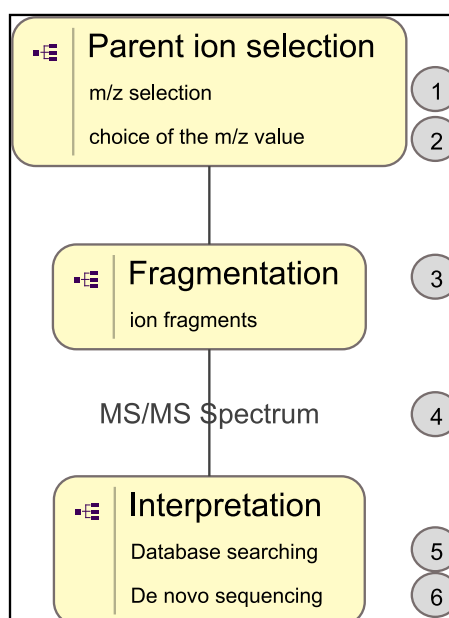 Parent ion selection
m/z selection
1
choice of the m/z value
2
Fragmentation
3
ion fragments
MS/MS Spectrum
4
Interpretation
Database searching
5
De novo sequencing
6